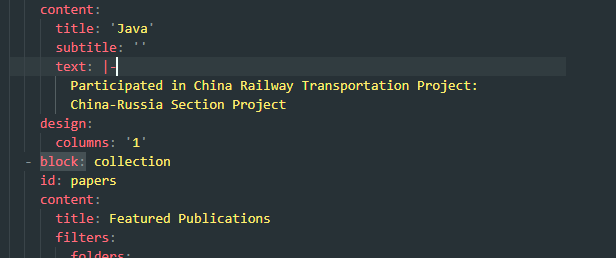 content:
title: 'Java'
subtitle: ''
text: |-
Participated in China Railway Transportation Project:
China-Russia Section Project
design:
columns: '1'
- block: collection
id: papers
content:
title: Featured Publications
filters:
folders: